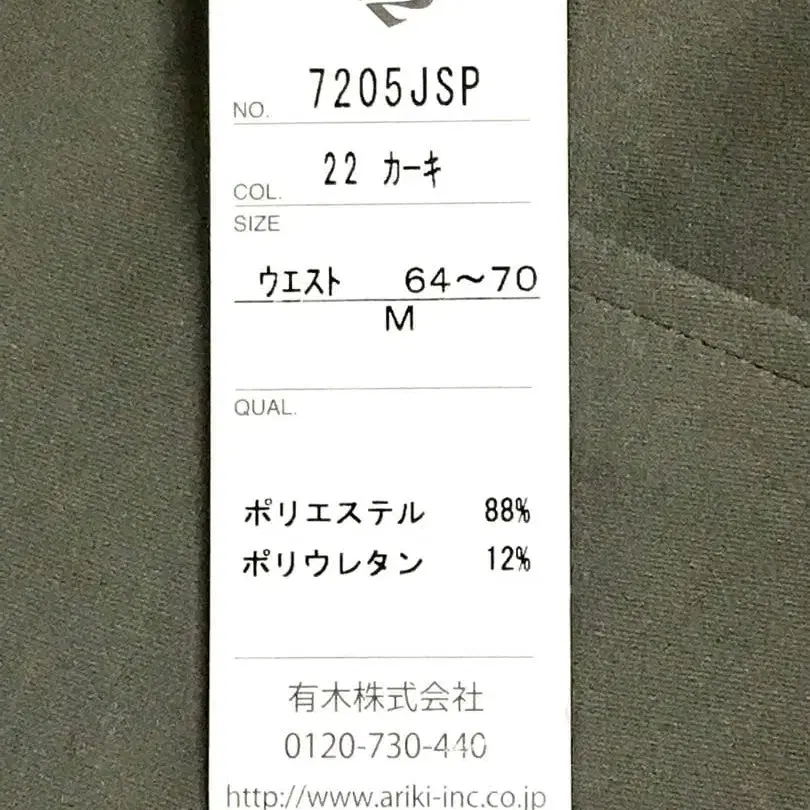 NO. 7205JSP
COL. 22 カーキ
SIZE
ウエスト 64～70
M
QUAL.
ポリエステル 88%
ポリウレタン 12%
有木株式会社
0120-730-440
http://www.ariki-inc.co.jp